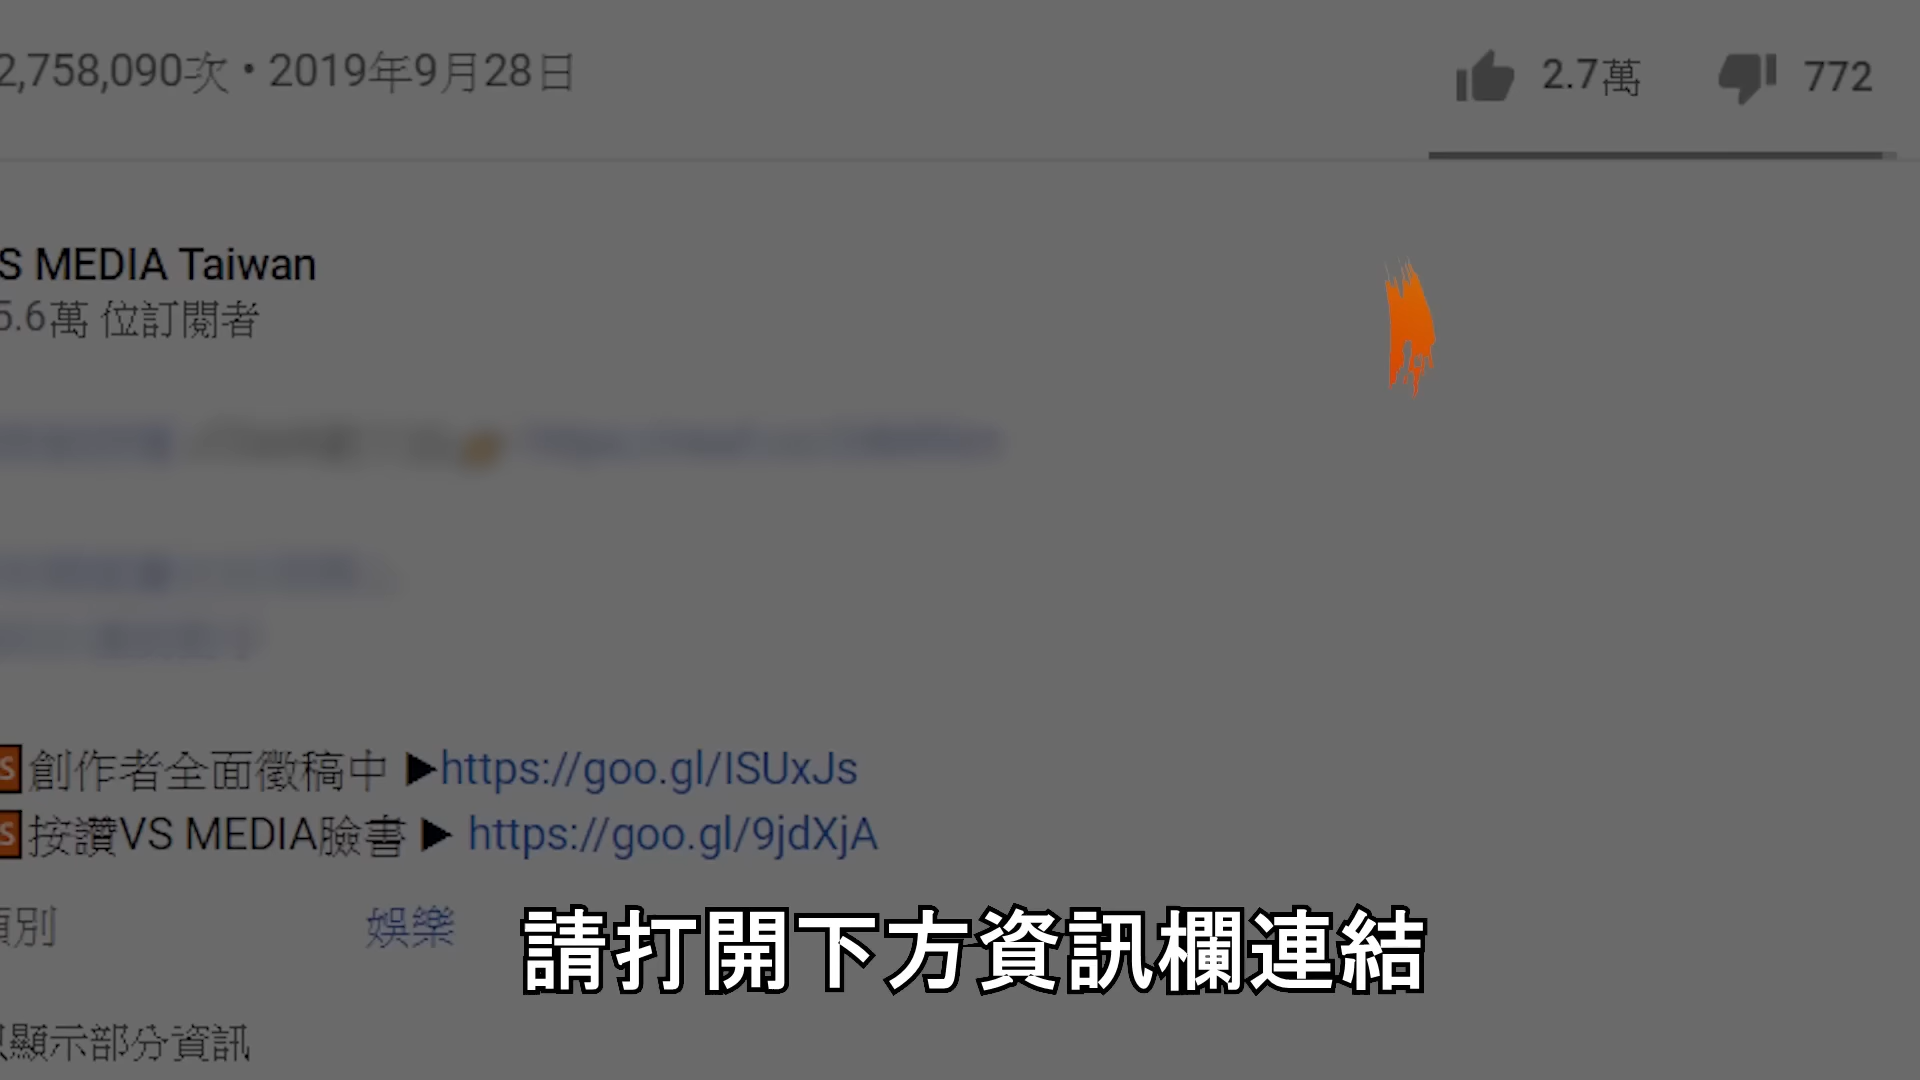 2,758,090次 • 2019年9月28日
2.7萬
772
S MEDIA Taiwan
5.6萬 位訂閱者
S創作者全面徵稿中 ▶https://goo.gl/ISUxJs
S按讚VS MEDIA臉書 ▶ https://goo.gl/9jdXjA
類別
娛樂
請打開下方資訊欄連結
只顯示部分資訊